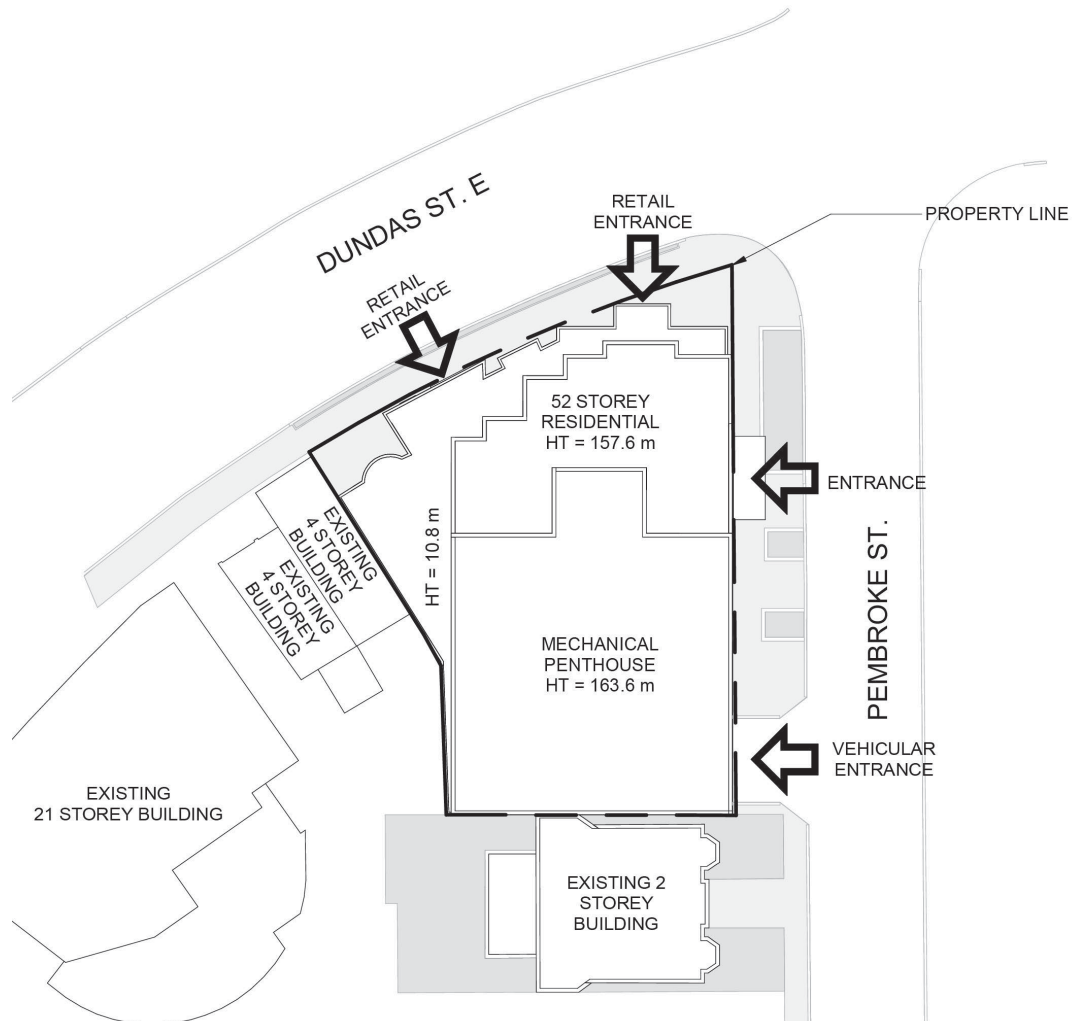 DUNDAS ST. E
RETAIL
ENTRANCE
PROPERTY LINE
RETAIL
ENTRANCE
52 STOREY
RESIDENTIAL
HT = 157.6 m
ENTRANCE
EXISTING
4 STOREY
BUILDING
EXISTING
4 STOREY
BUILDING
HT = 10.8 m
PEMBROKE ST.
MECHANICAL
PENTHOUSE
HT = 163.6 m
VEHICULAR
ENTRANCE
EXISTING
21 STOREY BUILDING
EXISTING 2
STOREY
BUILDING